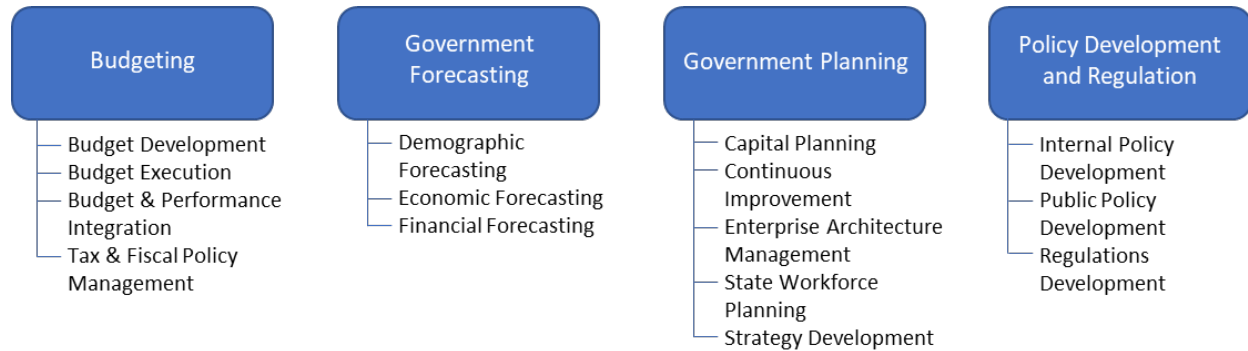 Budgeting
Budget Development
Budget Execution
Budget & Performance
Integration
Tax & Fiscal Policy
Management
Government
Forecasting
Demographic
Forecasting
Economic Forecasting
Financial Forecasting
Government Planning
Capital Planning
Continuous
Improvement
Enterprise Architecture
Management
State Workforce
Planning
Strategy Development
Policy Development
and Regulation
Internal Policy
Development
Public Policy
Development
Regulations
Development